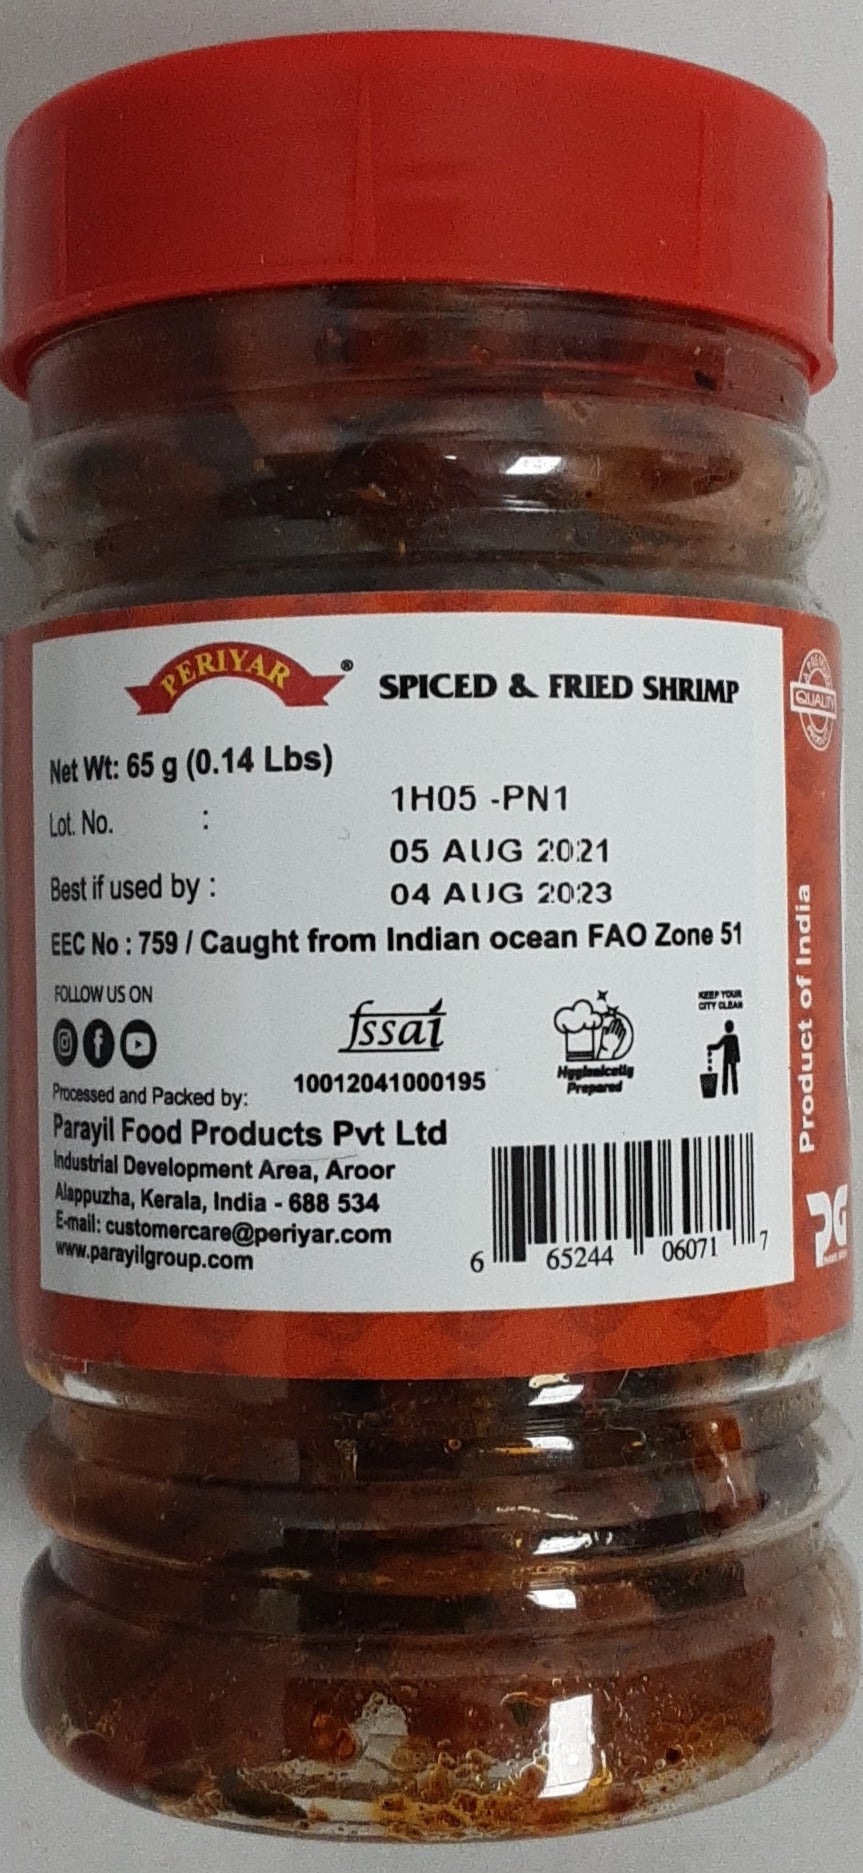 PERIYAR ®
SPICED & FRIED SHRIMP
Net Wt: 65 g (0.14 Lbs)
Lot. No. : 1H05 -PN1
05 AUG 2021
Best if used by : 04 AUG 2023
EEC No : 759 / Caught from Indian ocean FAO Zone 51
FOLLOW US ON
fssai
10012041000195
Hygienically
Prepared
KEEP YOUR
CITY CLEAN
Processed and Packed by:
Parayil Food Products Pvt Ltd
Industrial Development Area, Aroor
Alappuzha, Kerala, India - 688 534
E-mail: customercare@periyar.com
www.parayilgroup.com
6 65244 06071 7
QUALITY
Product of India
PG